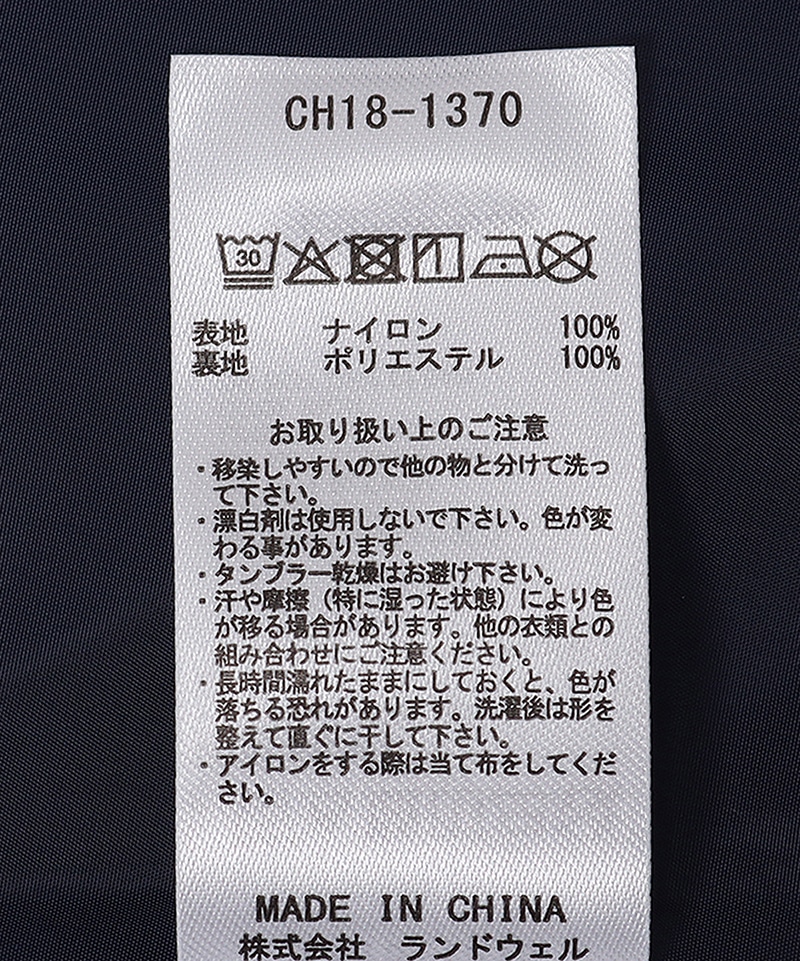 CH18-1370
30
表地 ナイロン 100%
裏地 ポリエステル 100%
お取り扱い上のご注意
・移染しやすいので他の物と分けて洗っ
て下さい。
・漂白剤は使用しないで下さい。色が変
わる事があります。
・タンブラー乾燥はお避け下さい。
・汗や摩擦（特に湿った状態）により色
が移る場合があります。他の衣類との
組み合わせにご注意ください。
・長時間濡れたままにしておくと、色が
落ちる恐れがあります。洗濯後は形を
整えて直ぐに干して下さい。
・アイロンをする際は当て布をしてくだ
さい。
MADE IN CHINA
株式会社 ランドウェル